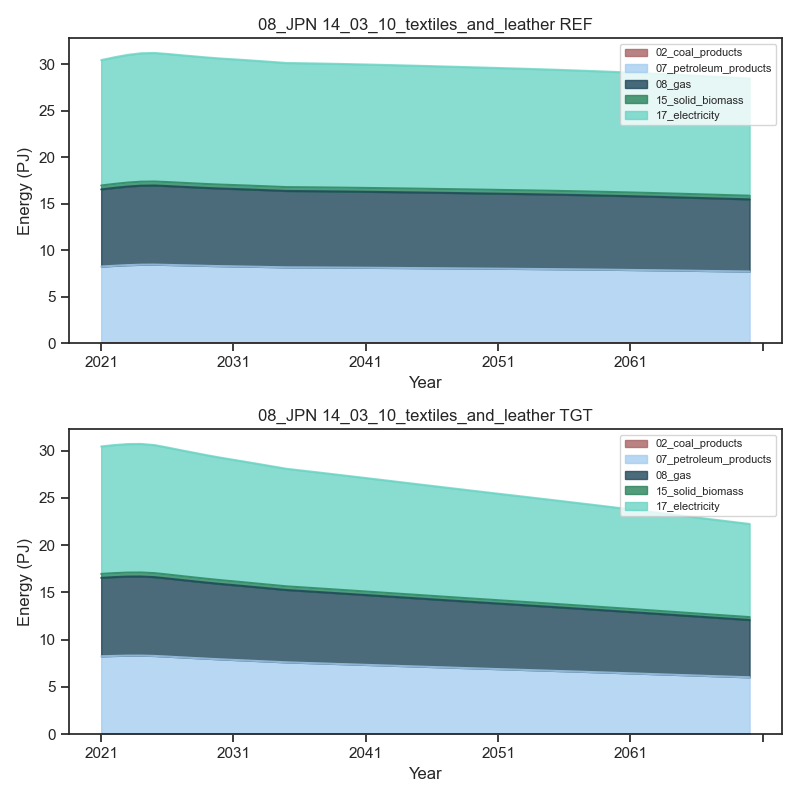 08_JPN 14_03_10_textiles_and_leather REF
Energy (PJ)
30
25
20
15
10
5
0
02_coal_products
07_petroleum_products
08_gas
15_solid_biomass
17_electricity
2021
2031
2041
2051
2061
Year
08_JPN 14_03_10_textiles_and_leather TGT
Energy (PJ)
30
25
20
15
10
5
0
02_coal_products
07_petroleum_products
08_gas
15_solid_biomass
17_electricity
2021
2031
2041
2051
2061
Year